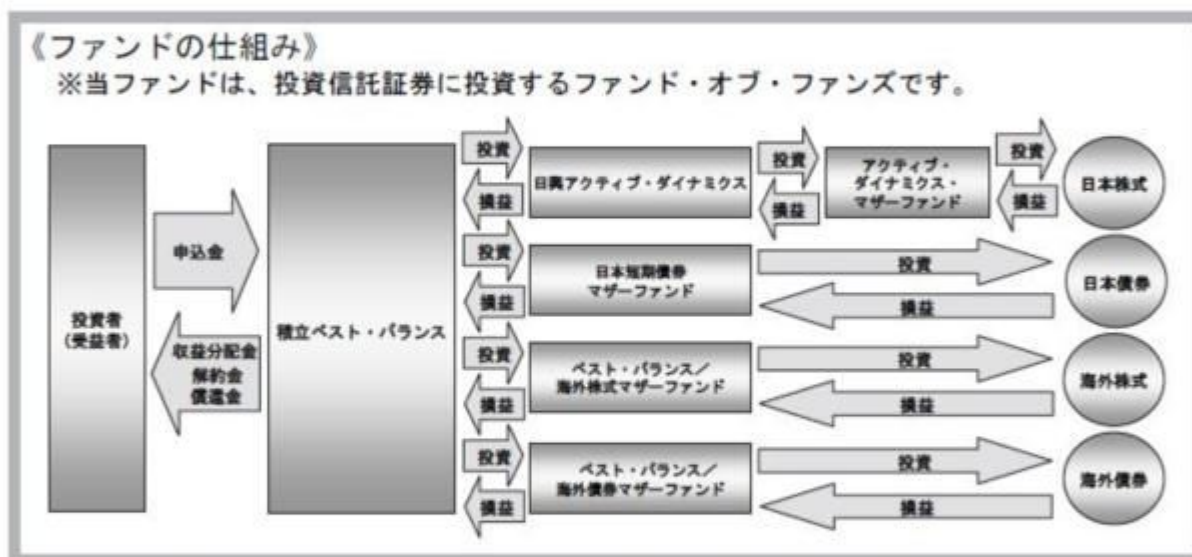 《ファンドの仕組み》
※当ファンドは、投資信託証券に投資するファンド・オブ・ファンズです。
投資者
(受益者)
申込金
収益分配金
解約金
償還金
積立ベスト・バランス
投資
損益
日興アクティブ・ダイナミクス
投資
損益
アクティブ・
ダイナミクス・
マザーファンド
投資
損益
日本株式
投資
損益
日本短期債券
マザーファンド
投資
損益
日本債券
投資
損益
ベスト・バランス/
海外株式マザーファンド
投資
損益
海外株式
投資
損益
ベスト・バランス/
海外債券マザーファンド
投資
損益
海外債券